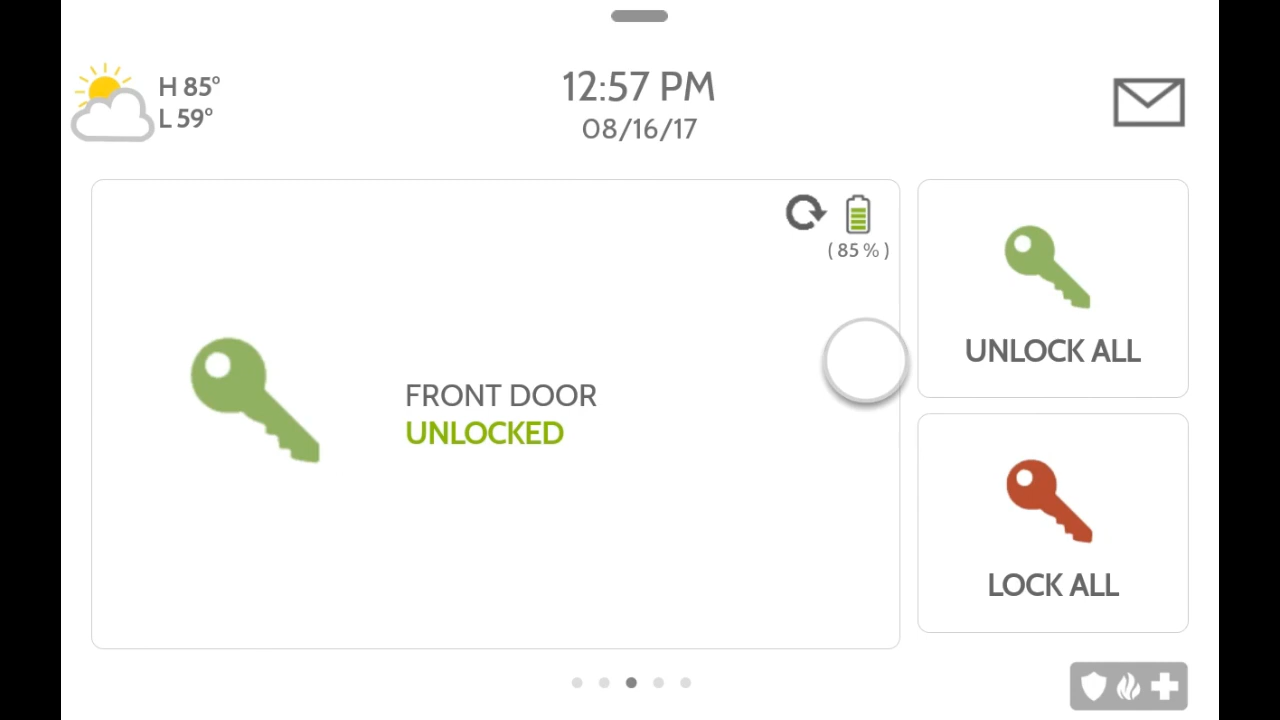 H 85°
L 59°
12:57 PM
08/16/17
( 85 % )
FRONT DOOR
UNLOCKED
UNLOCK ALL
LOCK ALL